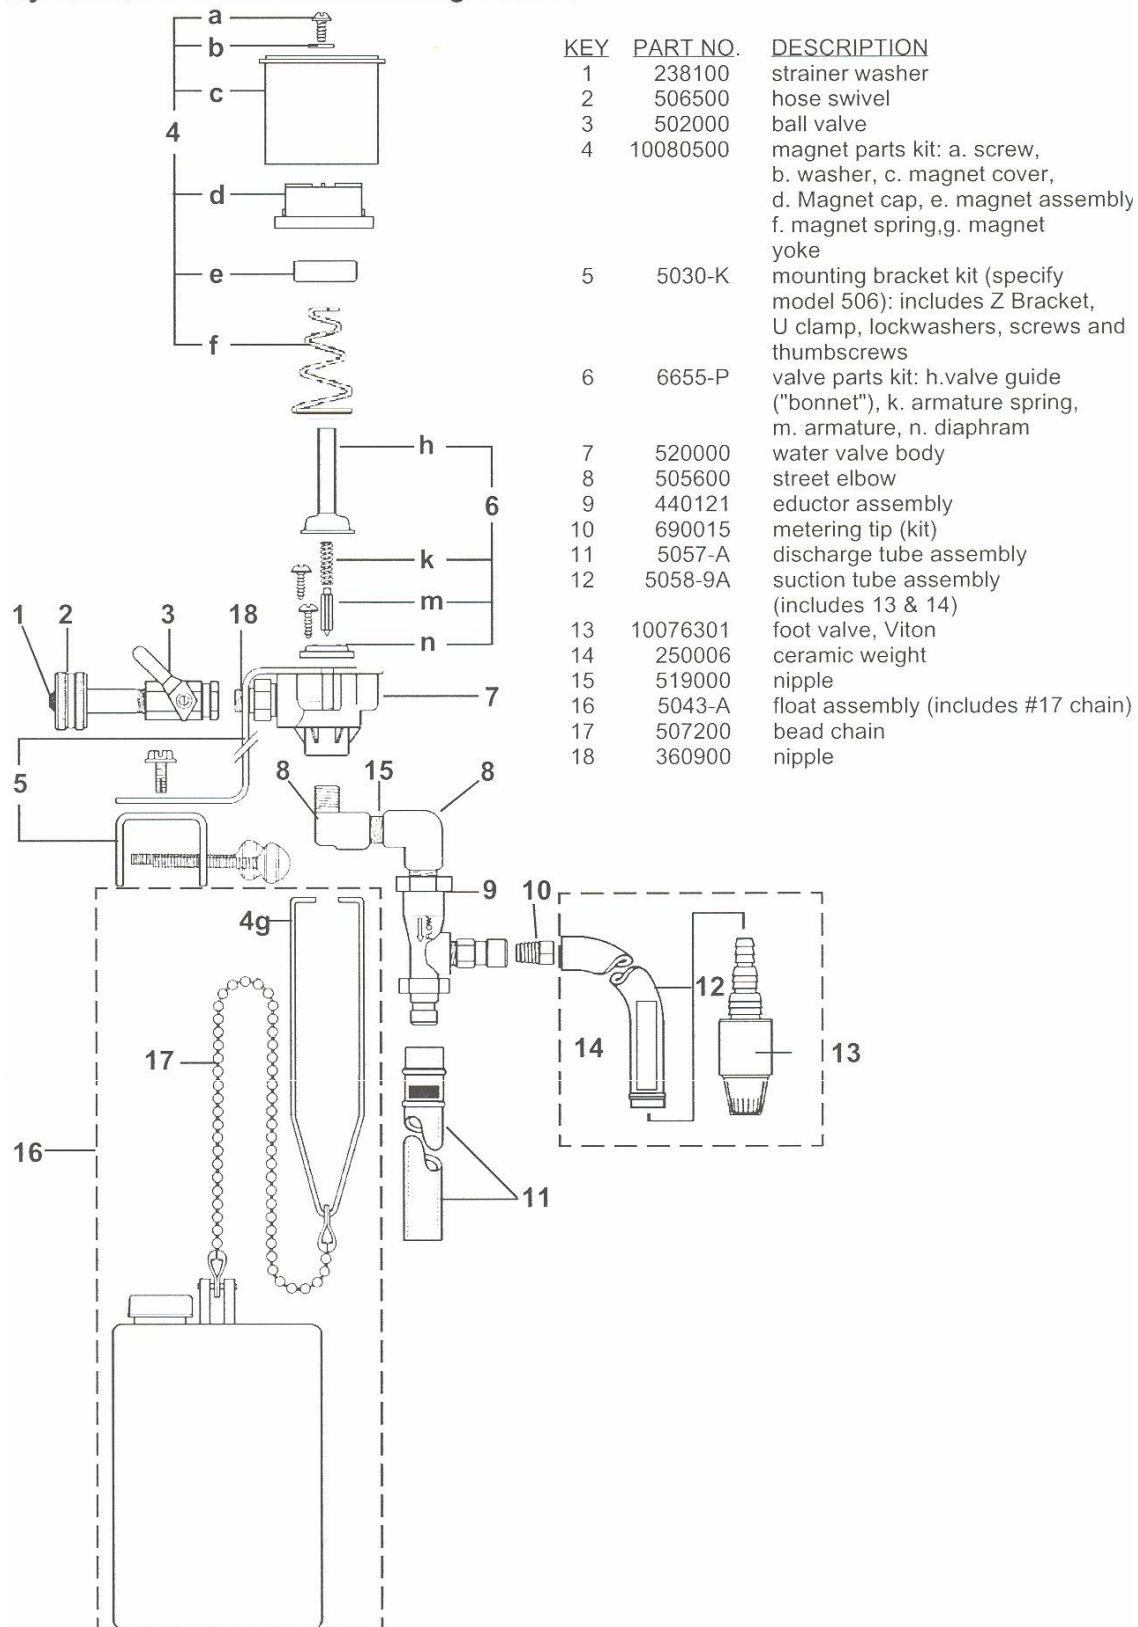 KEY PART NO. DESCRIPTION
1 238100 strainer washer
2 506500 hose swivel
3 502000 ball valve
4 10080500 magnet parts kit: a. screw,
b. washer, c. magnet cover,
d. Magnet cap, e. magnet assembly
f. magnet spring,g. magnet
yoke
5 5030-K mounting bracket kit (specify
model 506): includes Z Bracket,
U clamp, lockwashers, screws and
thumbscrews
6 6655-P valve parts kit: h.valve guide
("bonnet"), k. armature spring,
m. armature, n. diaphram
7 520000 water valve body
8 505600 street elbow
9 440121 eductor assembly
10 690015 metering tip (kit)
11 5057-A discharge tube assembly
12 5058-9A suction tube assembly
(includes 13 & 14)
13 10076301 foot valve, Viton
14 250006 ceramic weight
15 519000 nipple
16 5043-A float assembly (includes #17 chain)
17 507200 bead chain
18 360900 nipple
a
b
c
4
d
e
f
h
6
k
m
n
1 2 3 18
7
5
8 15 8
9 10
4g
FLOW
12
14
13
17
16
11